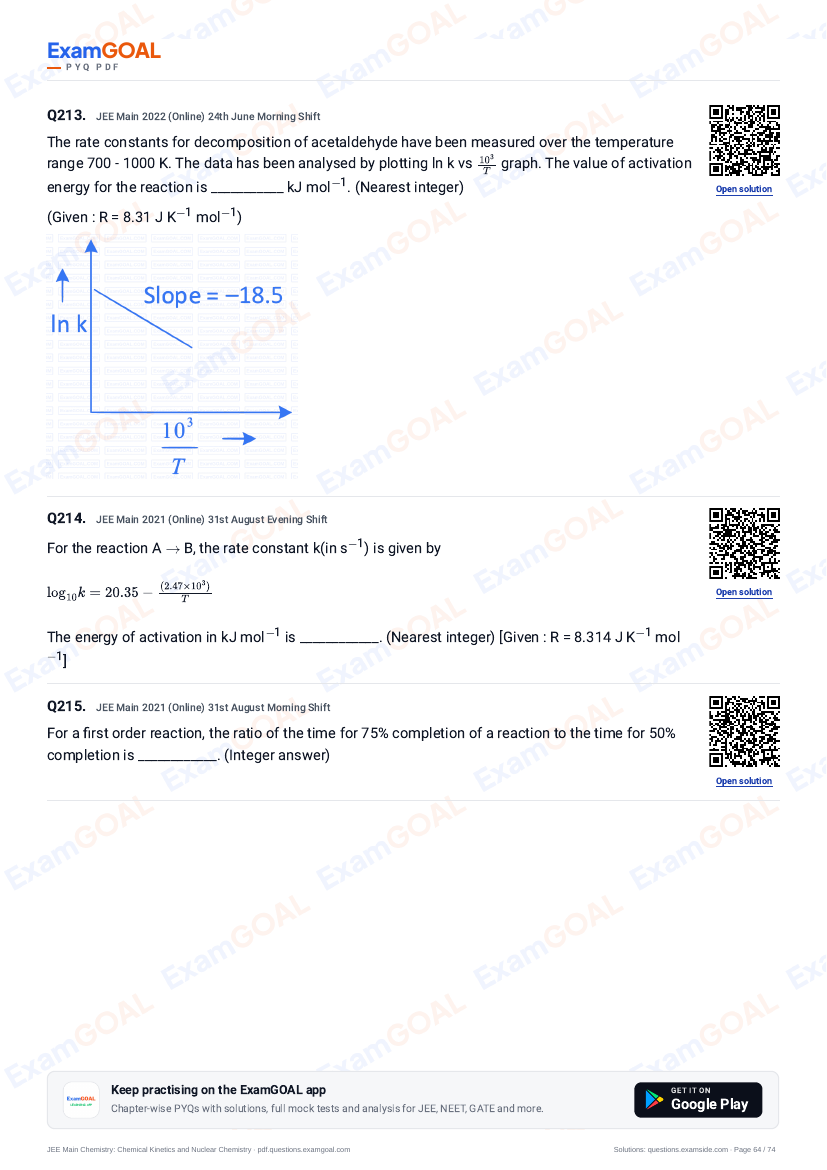 ExamGOAL
PYQ PDF
Q213. JEE Main 2022 (Online) 24th June Morning Shift
The rate constants for decomposition of acetaldehyde have been measured over the temperature
range 700 - 1000 K. The data has been analysed by plotting ln k vs 10³/T graph. The value of activation
energy for the reaction is ___________ kJ mol⁻¹. (Nearest integer)
(Given : R = 8.31 J K⁻¹ mol⁻¹)
Open solution
Slope = –18.5
ln k
10³/T
Q214. JEE Main 2021 (Online) 31st August Evening Shift
For the reaction A → B, the rate constant k(in s⁻¹) is given by
log₁₀k = 20.35 − (2.47×10³)/T
The energy of activation in kJ mol⁻¹ is ____________. (Nearest integer) [Given : R = 8.314 J K⁻¹ mol
⁻¹]
Open solution
Q215. JEE Main 2021 (Online) 31st August Morning Shift
For a first order reaction, the ratio of the time for 75% completion of a reaction to the time for 50%
completion is ____________. (Integer answer)
Open solution
Keep practising on the ExamGOAL app
Chapter-wise PYQs with solutions, full mock tests and analysis for JEE, NEET, GATE and more.
GET IT ON
Google Play
JEE Main Chemistry: Chemical Kinetics and Nuclear Chemistry · pdf.questions.examgoal.com
Solutions: questions.examside.com · Page 64 / 74